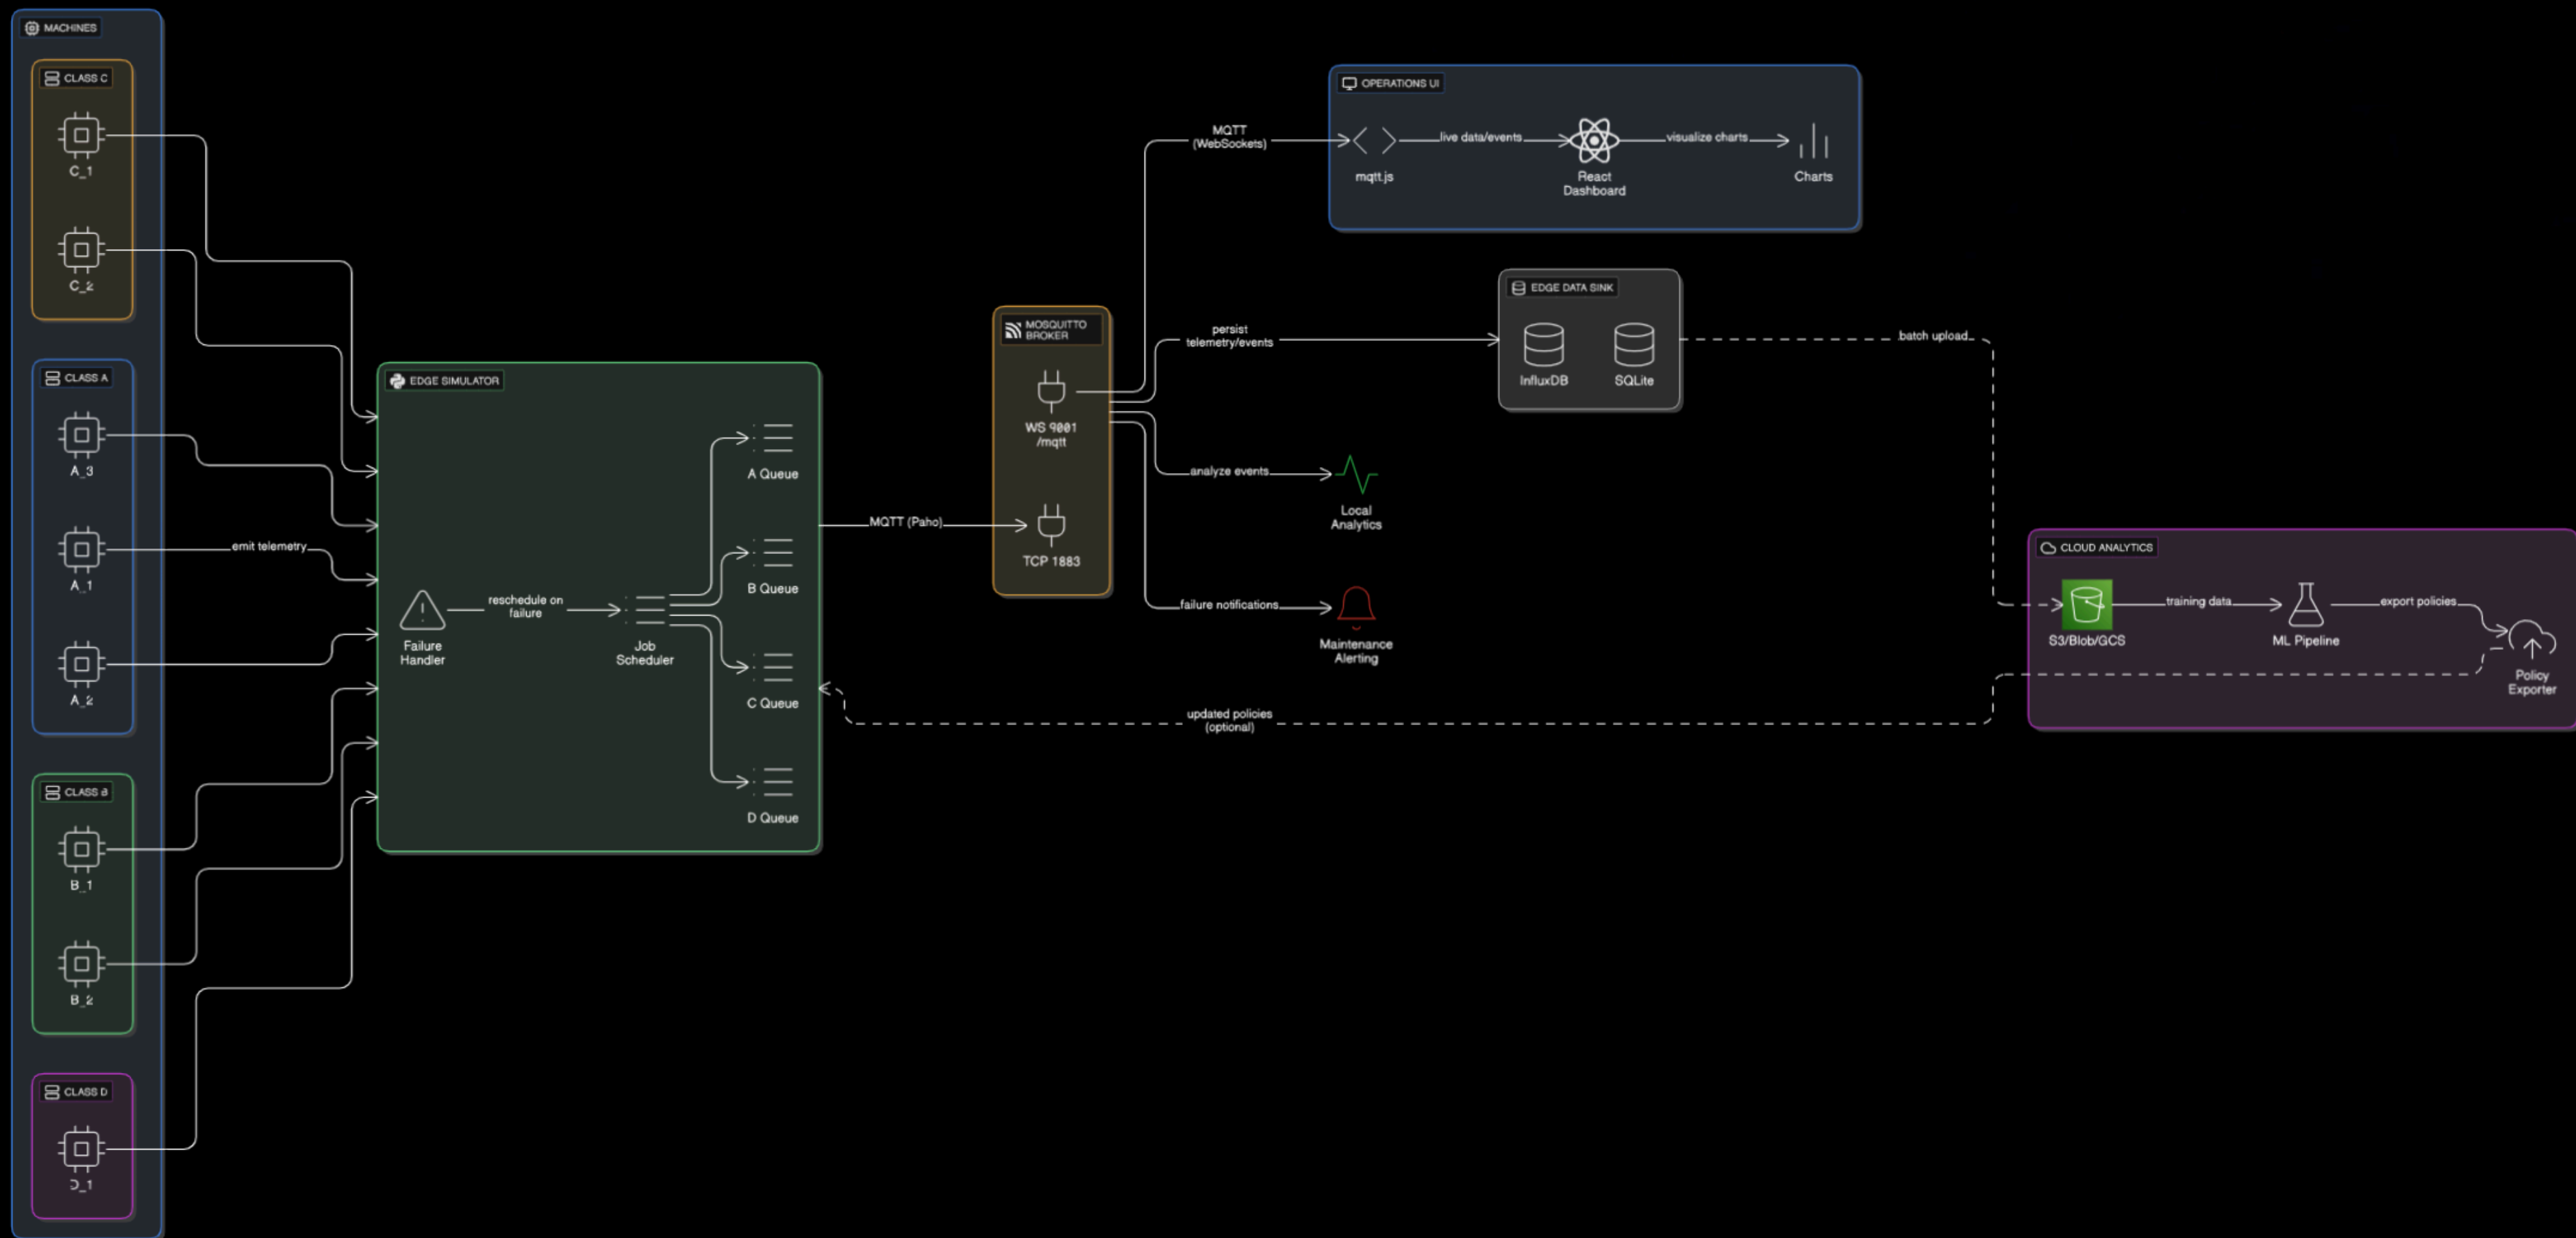 MACHINES
CLASS C
C_1
C_2
CLASS A
A_3
A_1
A_2
CLASS B
B_1
B_2
CLASS D
D_1
emit telemetry
EDGE SIMULATOR
Failure
Handler
reschedule on
failure
Job
Scheduler
A Queue
B Queue
C Queue
D Queue
MQTT (Paho)
MOSQUITTO
BROKER
WS 9001
/mqtt
TCP 1883
MQTT
(WebSockets)
persist
telemetry/events
analyze events
failure notifications
updated policies
(optional)
OPERATIONS UI
mqtt.js
live data/events
React
Dashboard
visualize charts
Charts
EDGE DATA SINK
InfluxDB
SQLite
batch upload
Local
Analytics
Maintenance
Alerting
CLOUD ANALYTICS
S3/Blob/GCS
training data
ML Pipeline
export policies
Policy
Exporter